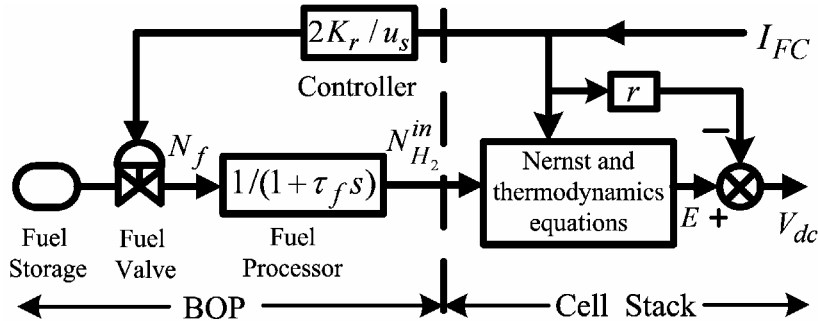 2K_r / u_s
Controller
I_FC
r
N_f
N_H2^in
1/(1 + τ_f s)
Nernst and
thermodynamics
equations
E
+
−
V_dc
Fuel
Storage
Fuel
Valve
Fuel
Processor
BOP
Cell Stack